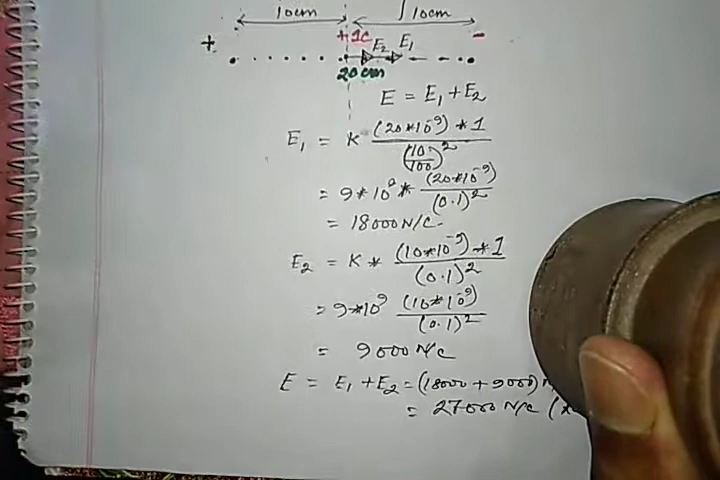 10cm 10cm
+ +1C E2 E1 -
20cm
E = E1 + E2
E1 = K (20*10^-9) * 1 / (10/100)^2
= 9*10^9 * (20*10^-9) / (0.1)^2
= 18000 N/C.
E2 = K * (10*10^-9) * 1 / (0.1)^2
= 9*10^9 (10*10^-9) / (0.1)^2
= 9000 N/C
E = E1 + E2 = (18000 + 9000) N
= 27000 N/C (